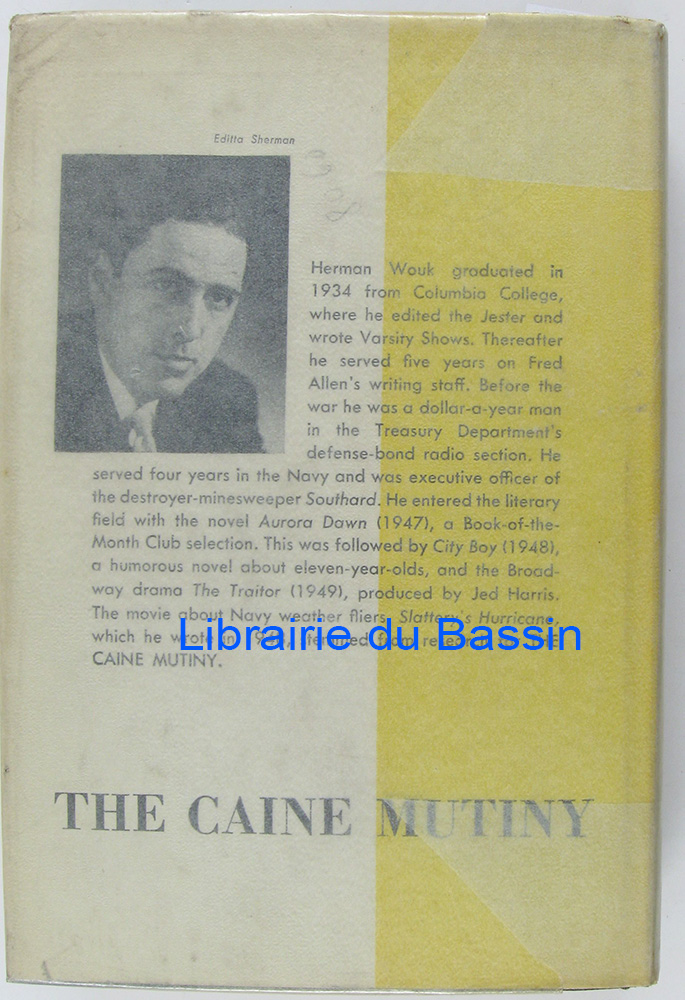 Editta Sherman
Herman Wouk graduated in
1934 from Columbia College,
where he edited the Jester and
wrote Varsity Shows. Thereafter
he served five years on Fred
Allen's writing staff. Before the
war he was a dollar-a-year man
in the Treasury Department's
defense-bond radio section. He
served four years in the Navy and was executive officer of
the destroyer-minesweeper Southard. He entered the literary
field with the novel Aurora Dawn (1947), a Book-of-the-
Month Club selection. This was followed by City Boy (1948),
a humorous novel about eleven-year-olds, and the Broad-
way drama The Traitor (1949), produced by Jed Harris.
The movie about Navy weather fliers, Slattery's Hurricane,
which he wrote in
Librairie du Bassin
CAINE MUTINY.
THE CAINE MUTINY